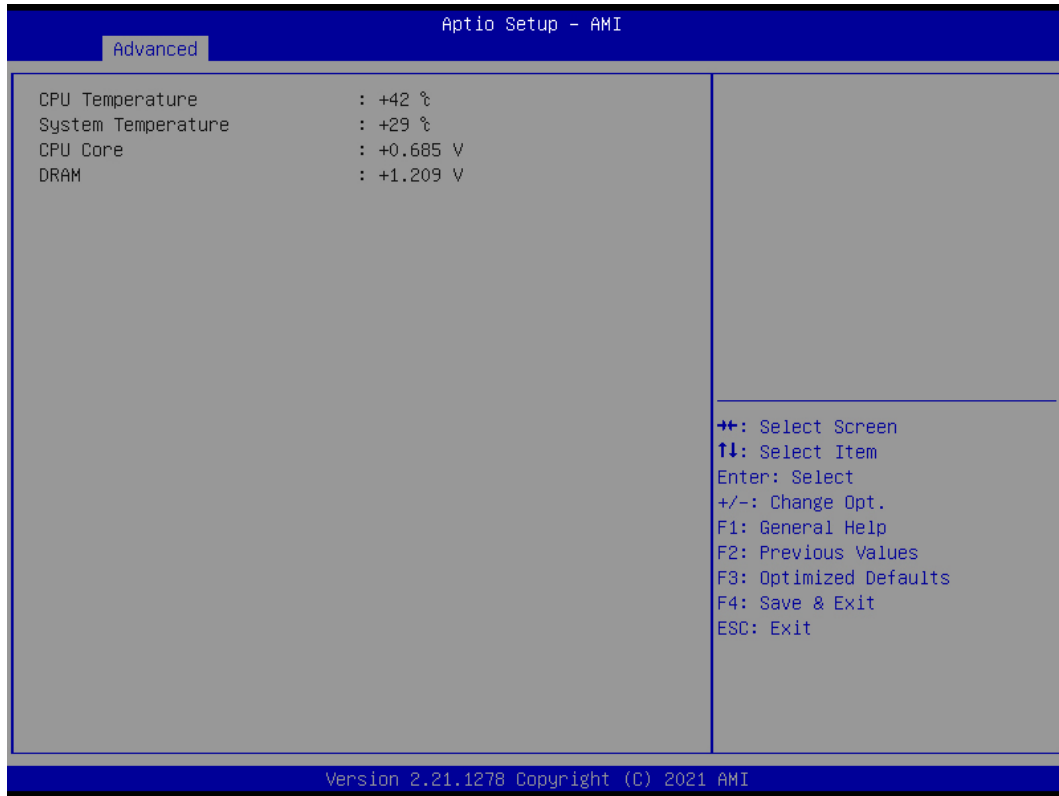 Aptio Setup – AMI
Advanced
CPU Temperature : +42 ℃
System Temperature : +29 ℃
CPU Core : +0.685 V
DRAM : +1.209 V
→←: Select Screen
↑↓: Select Item
Enter: Select
+/-: Change Opt.
F1: General Help
F2: Previous Values
F3: Optimized Defaults
F4: Save & Exit
ESC: Exit
Version 2.21.1278 Copyright (C) 2021 AMI